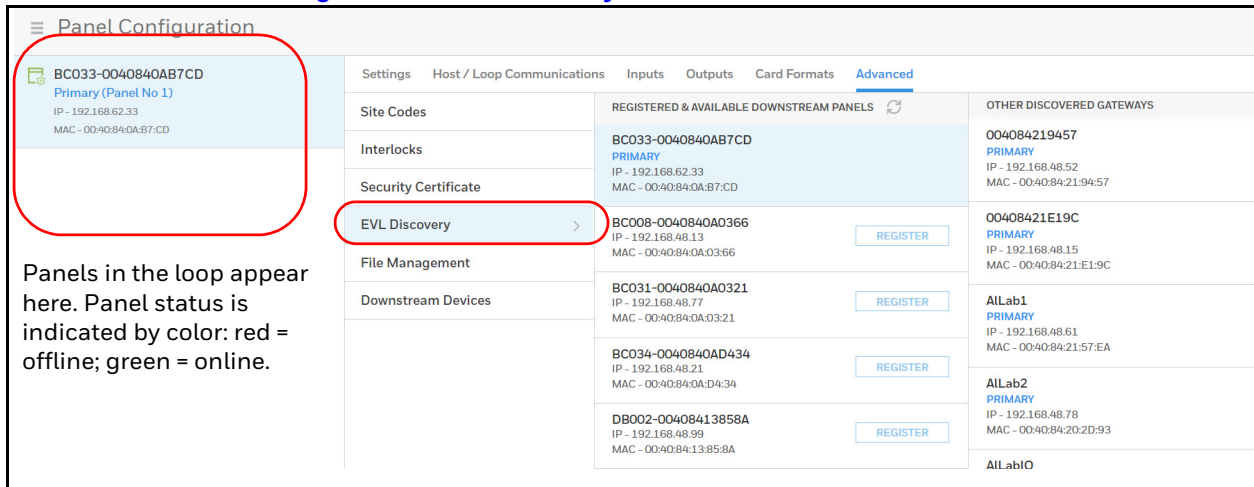 Panel Configuration
BC033-0040840AB7CD
Primary (Panel No 1)
IP - 192.168.62.33
MAC - 00:40:84:0A:B7:CD
Panels in the loop appear
here. Panel status is
indicated by color: red =
offline; green = online.
Settings Host / Loop Communications Inputs Outputs Card Formats Advanced
Site Codes
Interlocks
Security Certificate
EVL Discovery >
File Management
Downstream Devices
REGISTERED & AVAILABLE DOWNSTREAM PANELS
BC033-0040840AB7CD
PRIMARY
IP - 192.168.62.33
MAC - 00:40:84:0A:B7:CD
BC008-0040840A0366
IP - 192.168.48.13
MAC - 00:40:84:0A:03:66
REGISTER
BC031-0040840A0321
IP - 192.168.48.77
MAC - 00:40:84:0A:03:21
REGISTER
BC034-0040840AD434
IP - 192.168.48.21
MAC - 00:40:84:0A:D4:34
REGISTER
DB002-00408413858A
IP - 192.168.48.99
MAC - 00:40:84:13:85:8A
REGISTER
OTHER DISCOVERED GATEWAYS
004084219457
PRIMARY
IP - 192.168.48.52
MAC - 00:40:84:21:94:57
00408421E19C
PRIMARY
IP - 192.168.48.15
MAC - 00:40:84:21:E1:9C
AlLab1
PRIMARY
IP - 192.168.48.61
MAC - 00:40:84:21:57:EA
AlLab2
PRIMARY
IP - 192.168.48.78
MAC - 00:40:84:20:2D:93